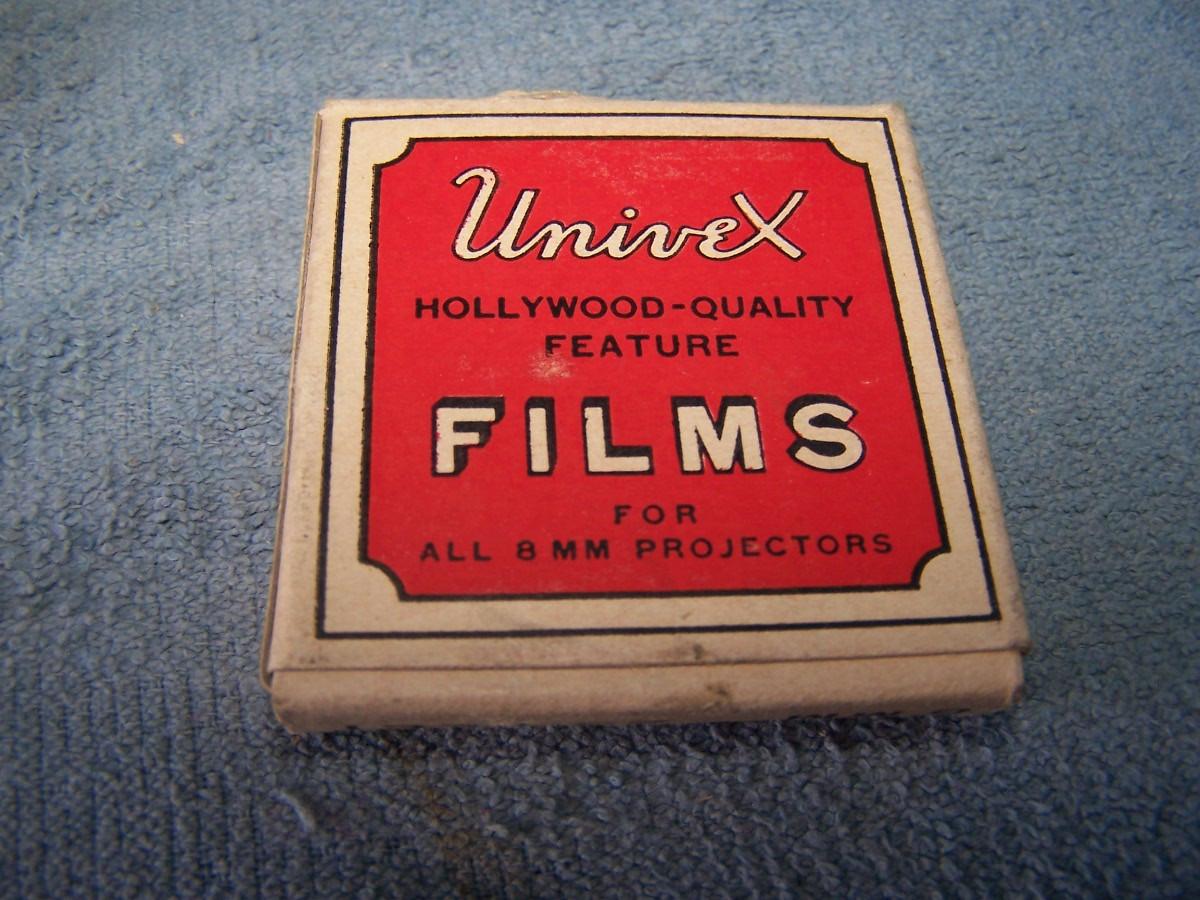 UniveX
HOLLYWOOD-QUALITY
FEATURE
FILMS
FOR
ALL 8 MM PROJECTORS